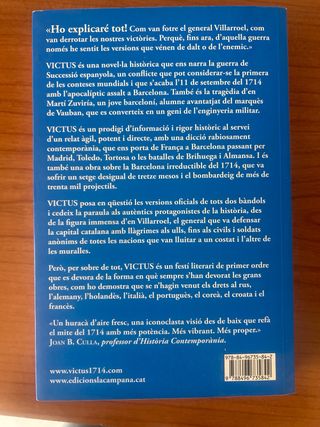 «Ho explicaré tot! Com van fotre el general Villarroel, com
van derrotar les nostres victòries. Perquè, fins ara, d'aquella guerra
només he sentit les versions que vénen de dalt o de l'enemic.»
VICTUS és una novel·la històrica que ens narra la guerra de
Successió espanyola, un conflicte que pot considerar-se la primera
de les conteses mundials i que s'acaba l'11 de setembre del 1714
amb l'apocalíptic assalt a Barcelona. També és la tragèdia d'en
Martí Zuviría, un jove barceloní, alumne avantatjat del marquès
de Vauban, que es converteix en un geni de l'enginyeria militar.
VICTUS és un prodigi d'informació i rigor històric al servei
d'un relat àgil, potent i directe, amb una dicció rabiosament
contemporània, que ens porta de França a Barcelona passant per
Madrid, Toledo, Tortosa o les batalles de Brihuega i Almansa. I és
també una obra sobre la Barcelona irreductible del 1714, que va
sofrir un setge desigual de tretze mesos i el bombardeig de més de
trenta mil projectils.
VICTUS posa en qüestió les versions oficials de tots dos bàndols
i cedeix la paraula als autèntics protagonistes de la història, des
de la figura immensa d'en Villarroel, el general que va defensar
la capital catalana amb llàgrimes als ulls, fins als civils i soldats
anònims de totes les nacions que van lluitar a un costat i l'altre de
les muralles.
Però, per sobre de tot, VICTUS és un festí literari de primer ordre
que es devora de la forma en què sempre s'han devorat les grans
obres, com ho demostra que se n'hagin venut els drets al rus,
l'alemany, l'holandès, l'italià, el portuguès, el coreà, el croata i el
francès.
«Un huracà d'aire fresc, una iconoclasta visió des de baix que refà
el mite del 1714 amb més potència. Més vibrant. Més proper.»
JOAN B. CULLA, professor d'Història Contemporània.
www.victus1714.com
www.edicionslacampana.cat
978-84-96735-84-2
9 788496 735842